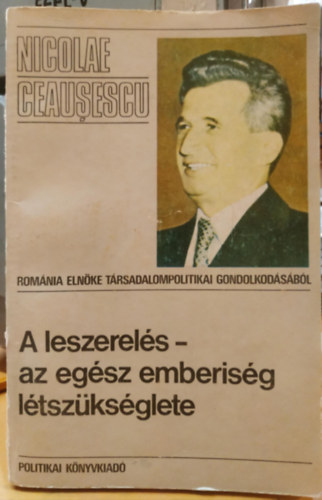 NICOLAE
CEAUȘESCU
ROMÁNIA ELNÖKE TÁRSADALOMPOLITIKAI GONDOLKODÁSÁBÓL
A leszerelés –
az egész emberiség
létszükséglete
POLITIKAI KÖNYVKIADÓ